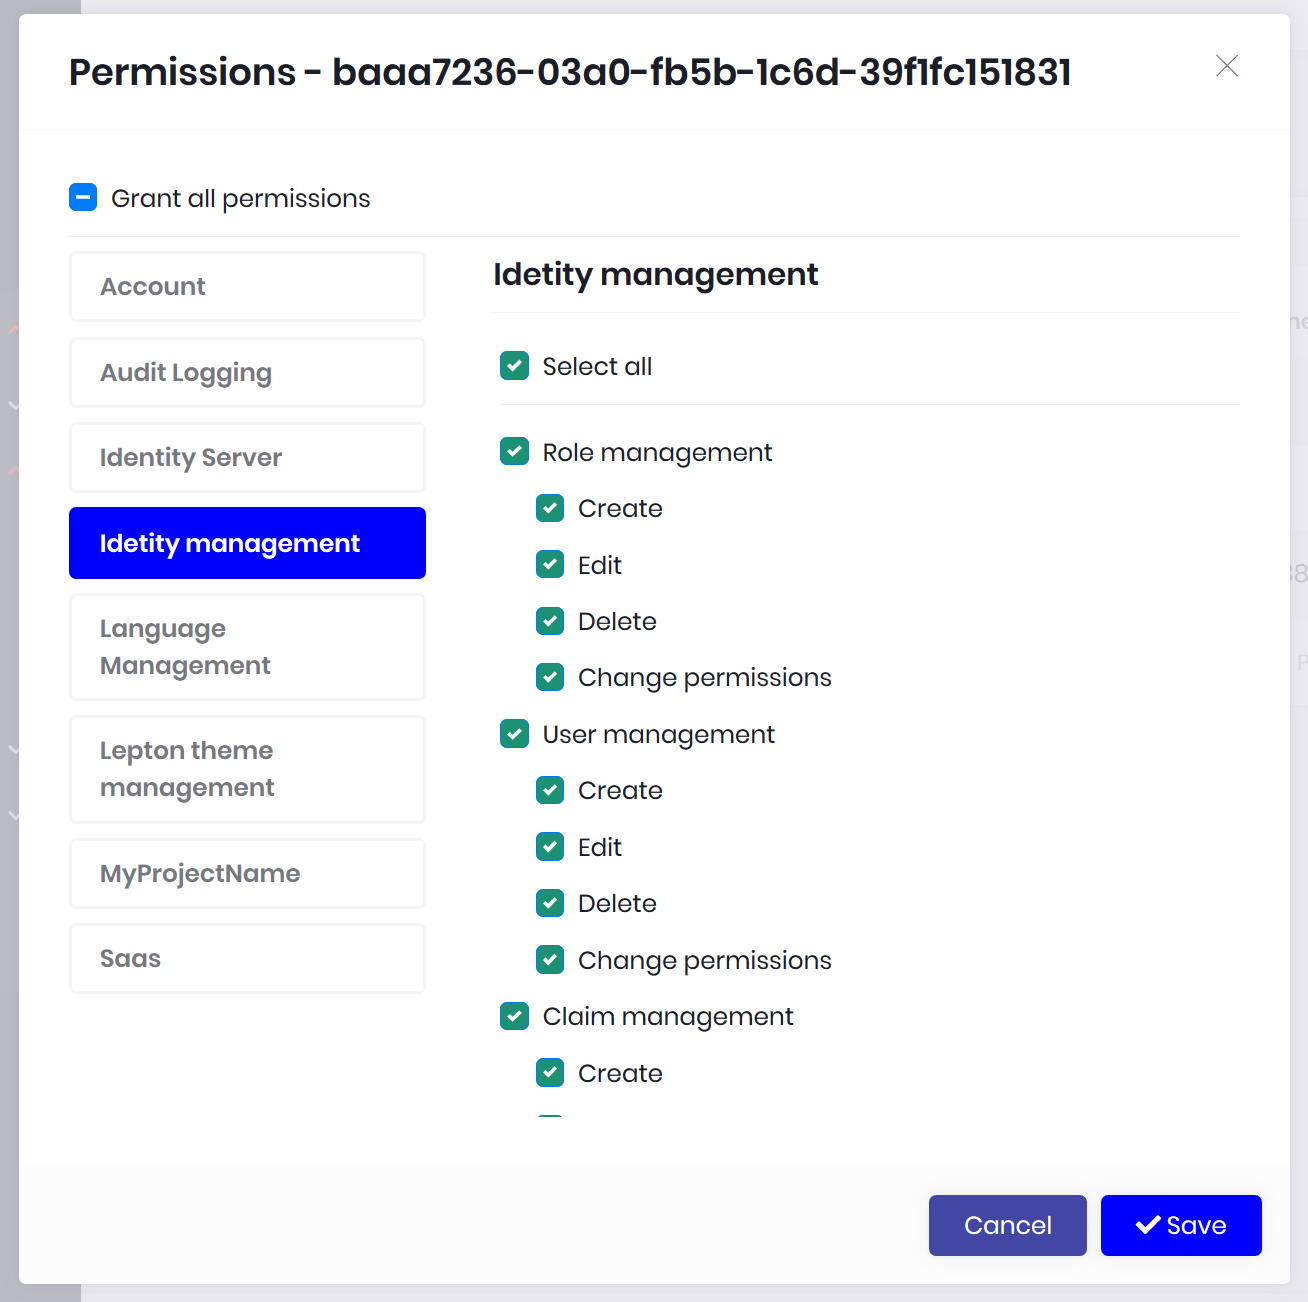 Permissions - baaa7236-03a0-fb5b-1c6d-39f1fc151831
Grant all permissions
Account
Audit Logging
Identity Server
Idetity management
Language
Management
Lepton theme
management
MyProjectName
Saas
Idetity management
Select all
Role management
Create
Edit
Delete
Change permissions
User management
Create
Edit
Delete
Change permissions
Claim management
Create
Cancel
Save